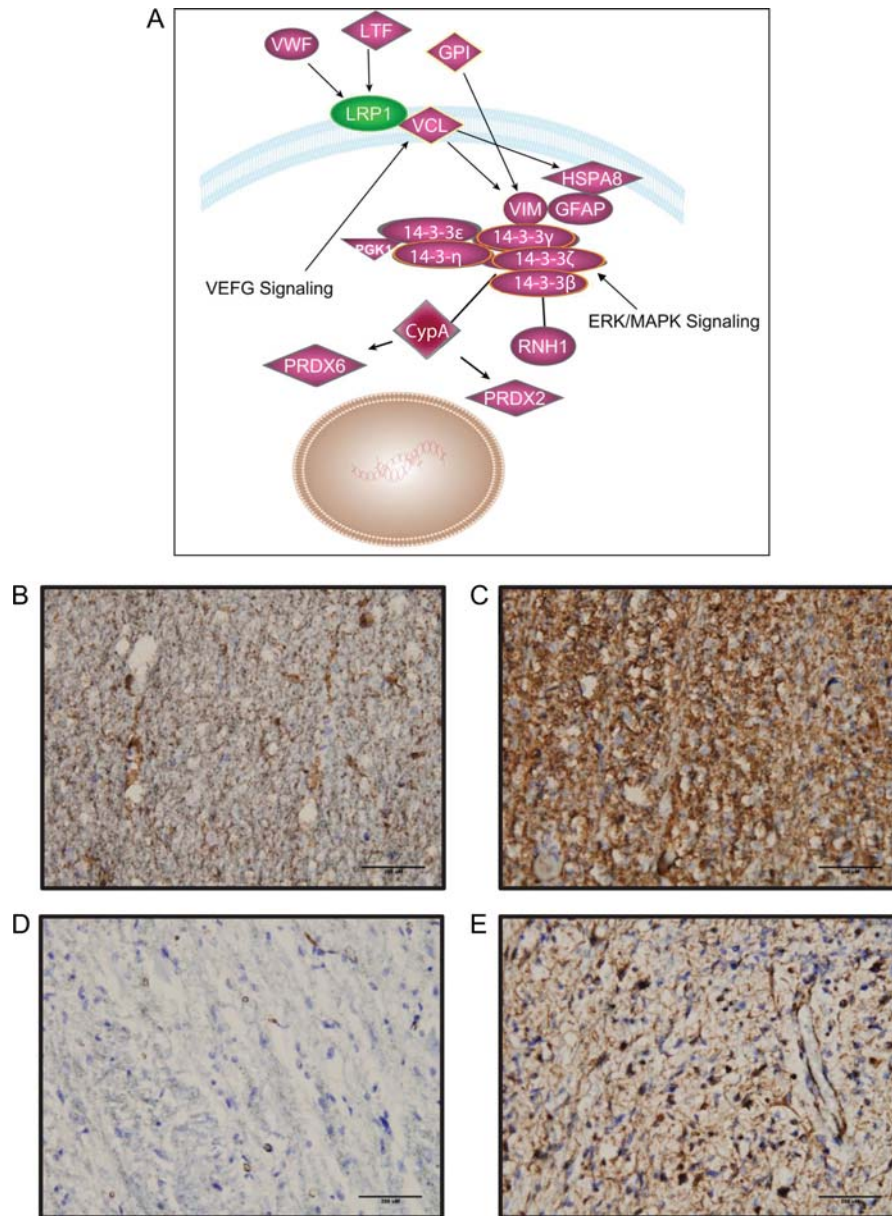 A
VWF
LTF
GPI
LRP1
VCL
HSPA8
VIM
GFAP
14-3-3ε
14-3-3γ
PGK1
14-3-η
14-3-3ζ
14-3-3β
VEFG Signaling
ERK/MAPK Signaling
CypA
RNH1
PRDX6
PRDX2
B
C
D
E